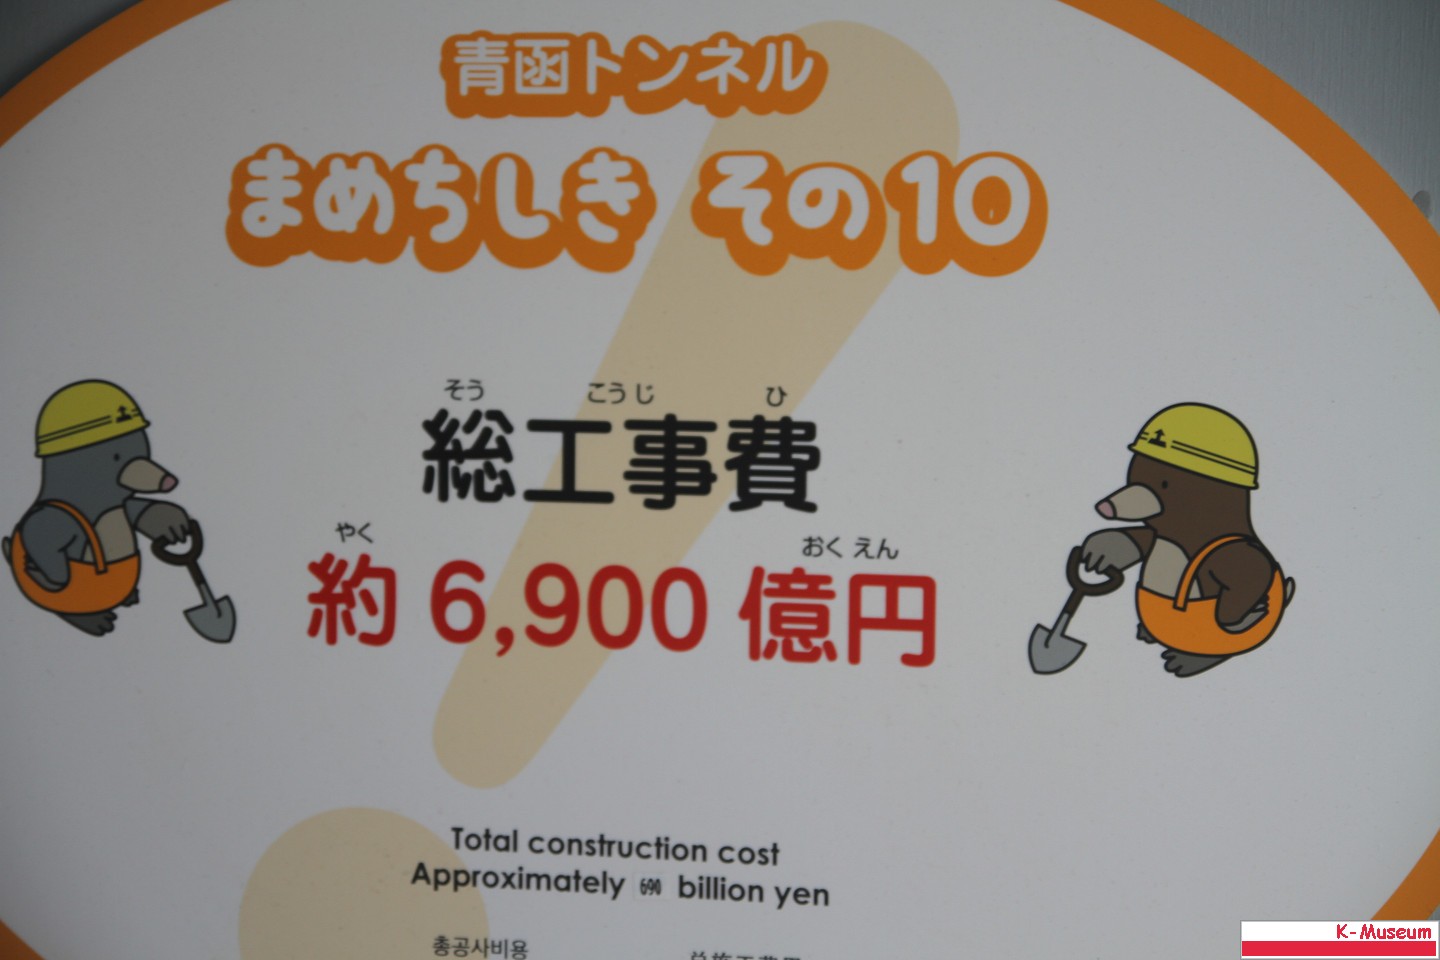 青函トンネル
まめちしき その10
そう こうじ ひ
総工事費
やく おく えん
約 6,900 億円
Total construction cost
Approximately 690 billion yen
총공사비용
K-Museum